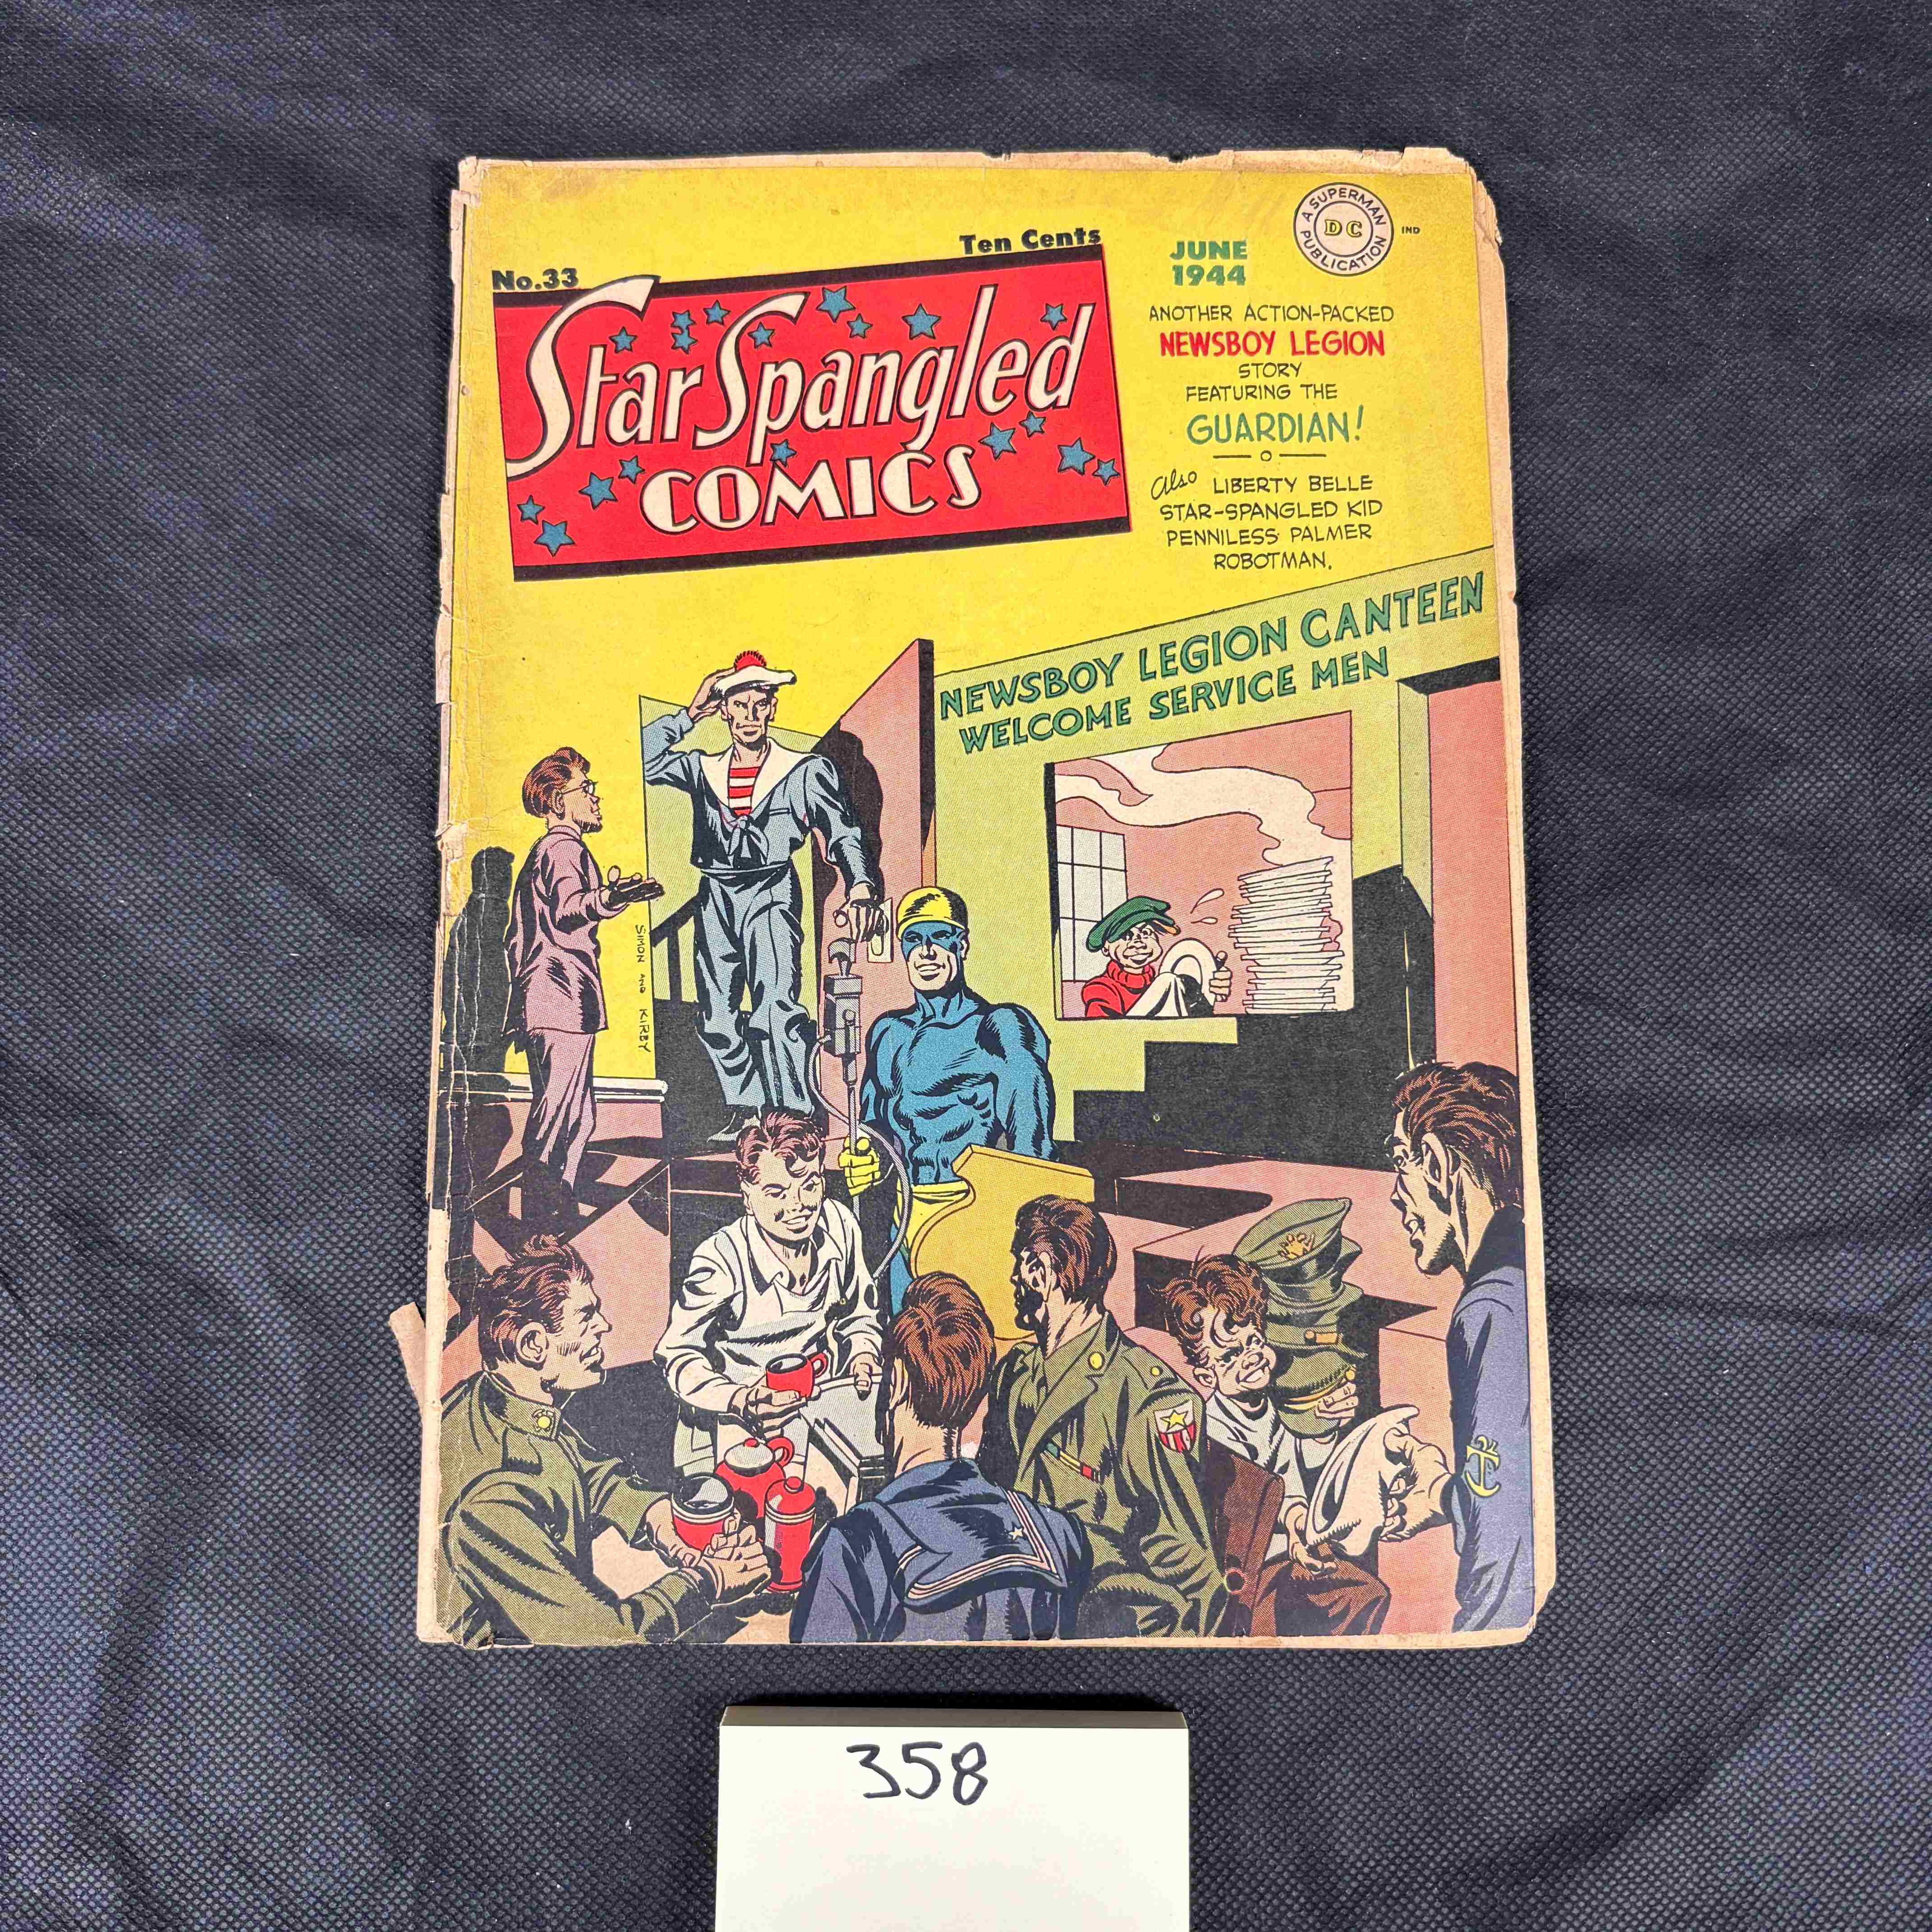 No.33
Ten Cents
Star Spangled
COMICS
JUNE
1944
A SUPERMAN
DC
PUBLICATION
IND
ANOTHER ACTION-PACKED
NEWSBOY LEGION
STORY
FEATURING THE
GUARDIAN!
Also LIBERTY BELLE
STAR-SPANGLED KID
PENNILESS PALMER
ROBOTMAN.
NEWSBOY LEGION CANTEEN
WELCOME SERVICE MEN
SIMON AND KIRBY
358